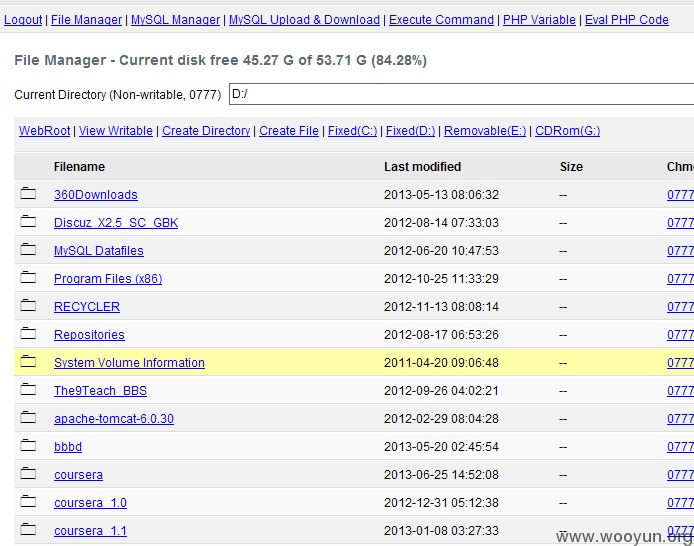 Logout | File Manager | MySQL Manager | MySQL Upload & Download | Execute Command | PHP Variable | Eval PHP Code
File Manager - Current disk free 45.27 G of 53.71 G (84.28%)
Current Directory (Non-writable, 0777) D:/
WebRoot | View Writable | Create Directory | Create File | Fixed(C:) | Fixed(D:) | Removable(E:) | CDRom(G:)
Filename Last modified Size Chm
360Downloads 2013-05-13 08:06:32 -- 0777
Discuz_X2.5_SC_GBK 2012-08-14 07:33:03 -- 0777
MySQL Datafiles 2012-06-20 10:47:53 -- 0777
Program Files (x86) 2012-10-25 11:33:29 -- 0777
RECYCLER 2012-11-13 08:08:14 -- 0777
Repositories 2012-08-17 06:53:26 -- 0777
System Volume Information 2011-04-20 09:06:48 -- 0777
The9Teach_BBS 2012-09-26 04:02:21 -- 0777
apache-tomcat-6.0.30 2012-02-29 08:04:28 -- 0777
bbbd 2013-05-20 02:45:54 -- 0777
coursera 2013-06-25 14:52:08 -- 0777
coursera_1.0 2012-12-31 05:12:38 -- 0777
coursera_1.1 2013-01-08 03:27:33 -- 0777
www.wooyun.org